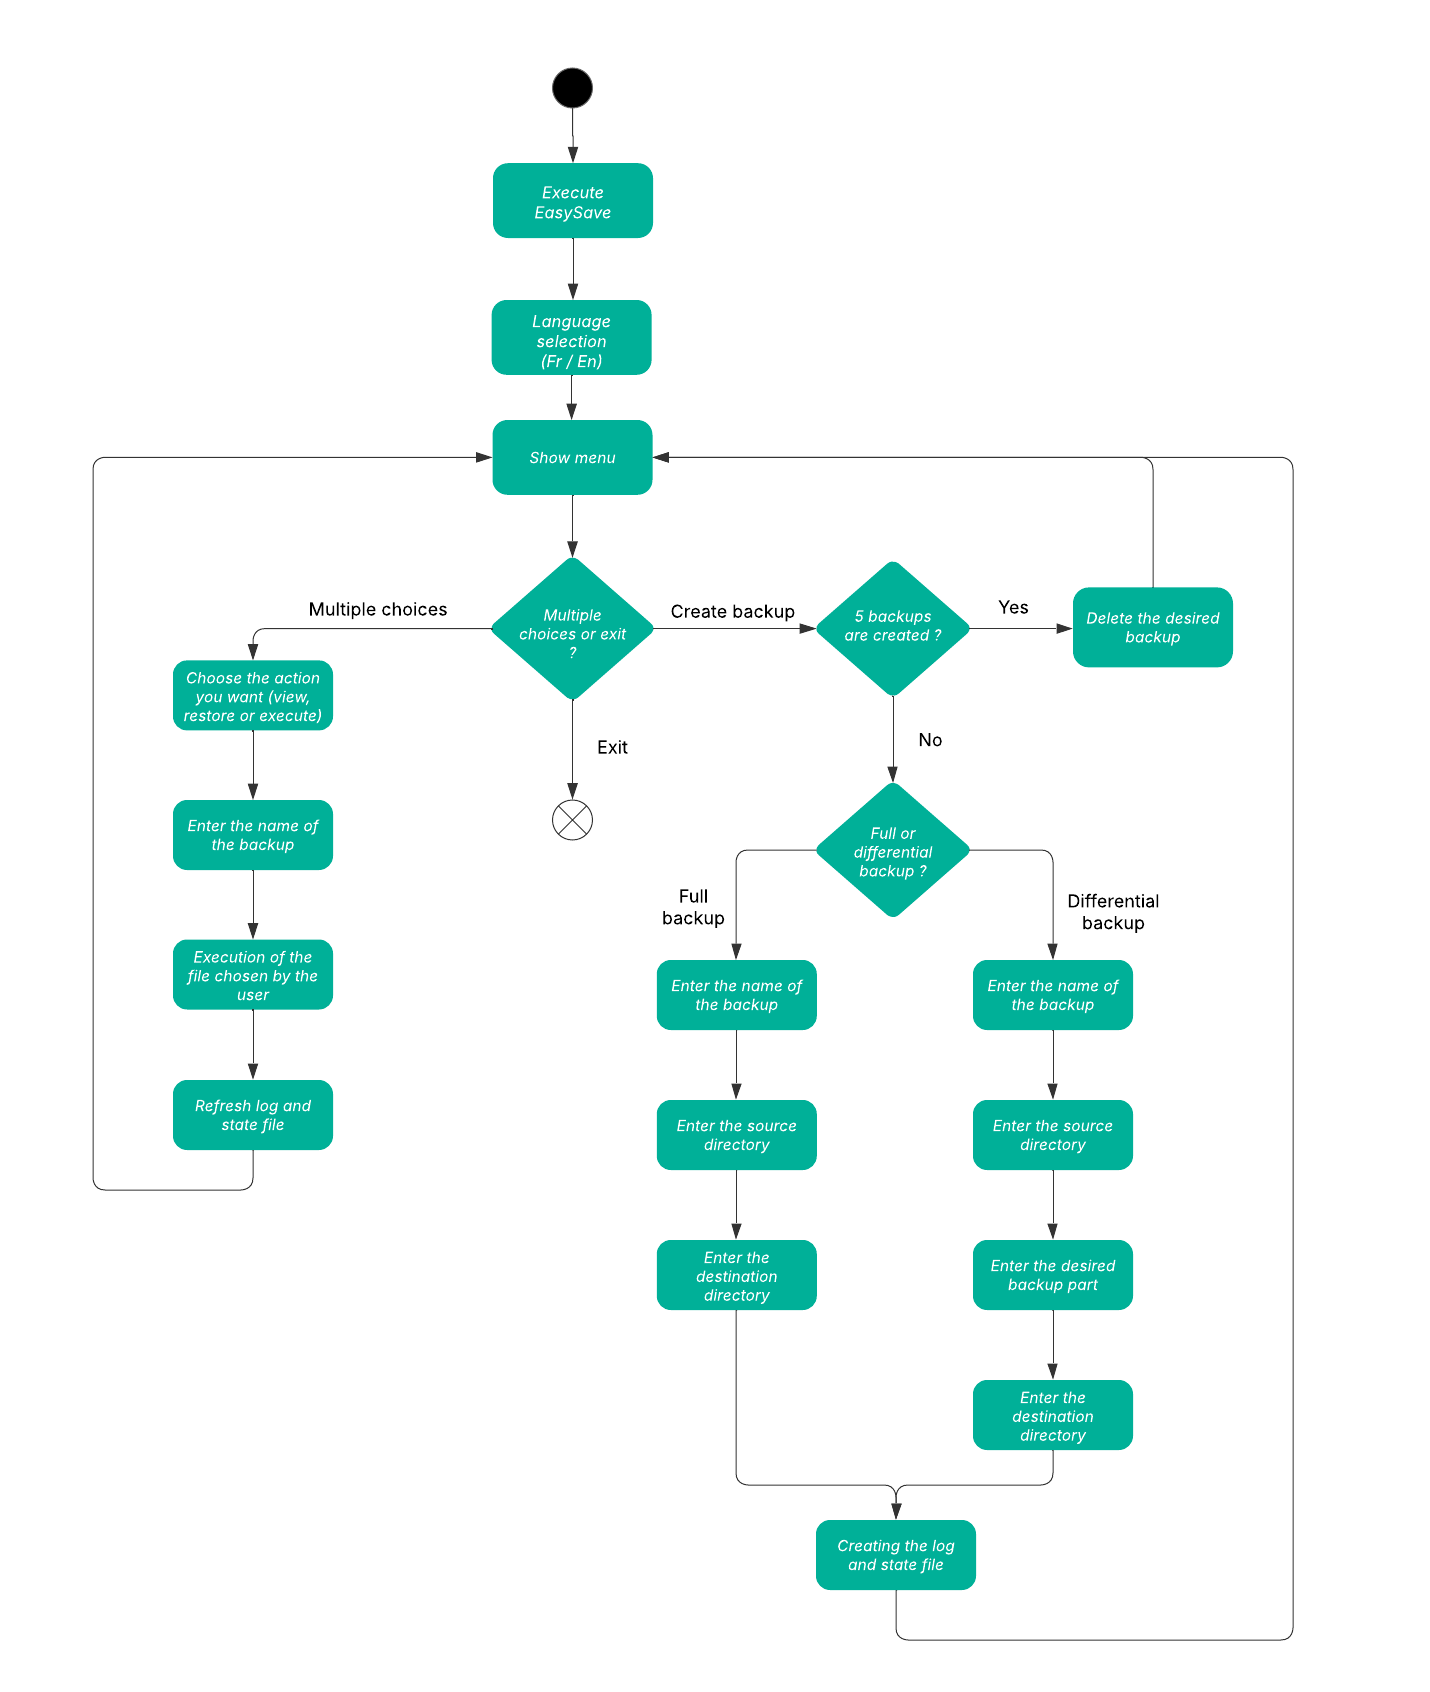 Execute
EasySave
Language
selection
(Fr / En)
Show menu
Multiple choices
Multiple
choices or exit
?
Create backup
5 backups
are created ?
Yes
Delete the desired
backup
Choose the action
you want (view,
restore or execute)
Exit
No
Enter the name of
the backup
Full or
differential
backup ?
Full
backup
Differential
backup
Execution of the
file chosen by the
user
Enter the name of
the backup
Enter the name of
the backup
Refresh log and
state file
Enter the source
directory
Enter the source
directory
Enter the
destination
directory
Enter the desired
backup part
Enter the
destination
directory
Creating the log
and state file